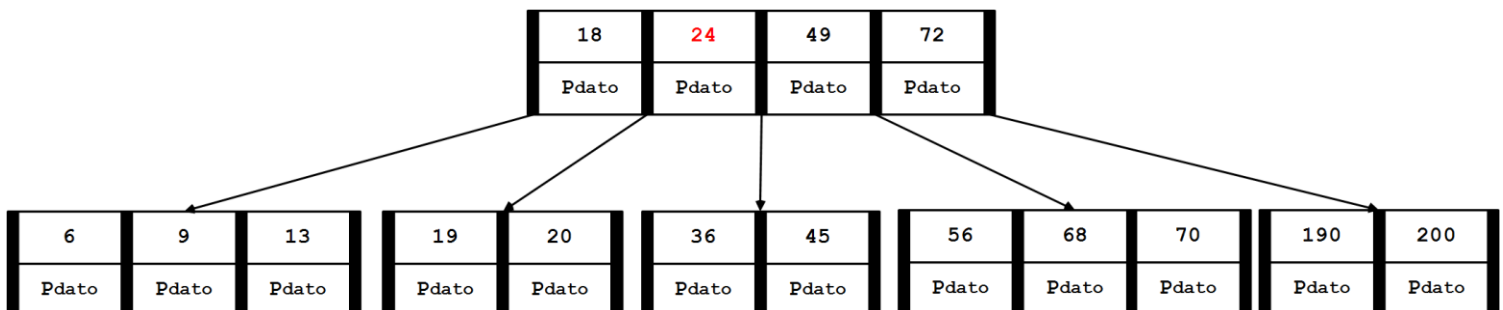 18 24 49 72
Pdato Pdato Pdato Pdato
6 9 13 19 20 36 45 56 68 70 190 200
Pdato Pdato Pdato Pdato Pdato Pdato Pdato Pdato Pdato Pdato Pdato Pdato